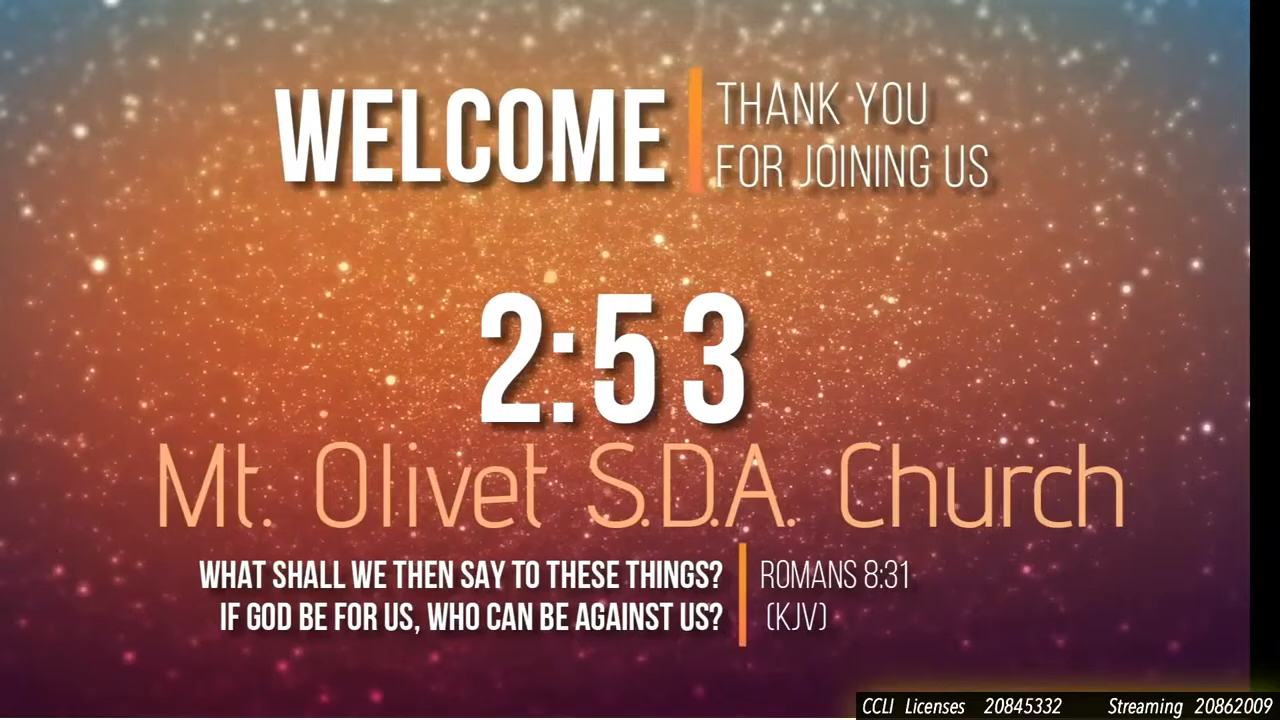 WELCOME
THANK YOU
FOR JOINING US
2:53
Mt. Olivet S.D.A. Church
WHAT SHALL WE THEN SAY TO THESE THINGS?
IF GOD BE FOR US, WHO CAN BE AGAINST US?
ROMANS 8:31
(KJV)
CCLI Licenses 20845332 Streaming 20862009